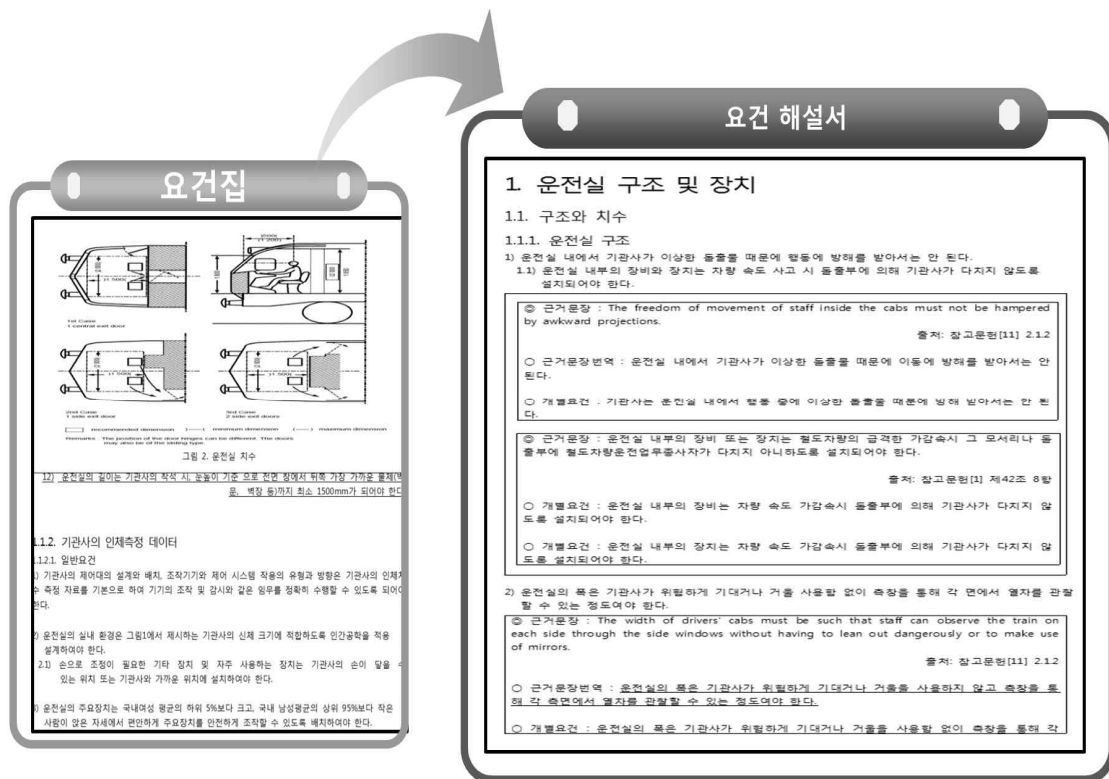 요건집
1st Case
1 central exit door
2nd Case
1 side exit door
3rd Case
2 side exit doors
recommended dimension
minimum dimension
maximum dimension
Remarks : The position of the door hinges can be different. The doors
may also be of the sliding type.
그림 2. 운전실 치수
12) 운전실의 길이는 기관사의 착석 시, 눈높이 기준 으로 전면 창에서 뒤쪽 가장 가까운 물체(벽
문, 벽장 등)까지 최소 1500mm가 되어야 한다
1.1.2. 기관사의 인체측정 데이터
1.1.2.1. 일반요건
1) 기관사의 제어대의 설계와 배치, 조작기기와 제어 시스템 작용의 유형과 방향은 기관사의 인체치
수 측정 자료를 기본으로 하여 기기의 조작 및 감시와 같은 임무를 정확히 수행할 수 있도록 되어야
한다.
2) 운전실의 실내 환경은 그림1에서 제시하는 기관사의 신체 크기에 적합하도록 인간공학을 적용
설계하여야 한다.
2.1) 손으로 조정이 필요한 기타 장치 및 자주 사용하는 장치는 기관사의 손이 닿을 수
있는 위치 또는 기관사와 가까운 위치에 설치하여야 한다.
3) 운전실의 주요장치는 국내여성 평균의 하위 5%보다 크고, 국내 남성평균의 상위 95%보다 작은
사람이 앉은 자세에서 편안하게 주요장치를 안전하게 조작할 수 있도록 배치하여야 한다.
요건 해설서
1. 운전실 구조 및 장치
1.1. 구조와 치수
1.1.1. 운전실 구조
1) 운전실 내에서 기관사가 이상한 돌출물 때문에 행동에 방해를 받아서는 안 된다.
1.1) 운전실 내부의 장비와 장치는 차량 속도 사고 시 돌출부에 의해 기관사가 다치지 않도록
설치되어야 한다.
◎ 근거문장 : The freedom of movement of staff inside the cabs must not be hampered
by awkward projections.
출처: 참고문헌[11] 2.1.2
○ 근거문장번역 : 운전실 내에서 기관사가 이상한 돌출물 때문에 이동에 방해를 받아서는 안
된다.
○ 개별요건 : 기관사는 운전실 내에서 행동 중에 이상한 돌출물 때문에 방해 받아서는 안 된
다.
◎ 근거문장 : 운전실 내부의 장비 또는 장치는 철도차량의 급격한 가감속시 그 모서리나 돌
출부에 철도차량운전업무종사자가 다치지 아니하도록 설치되어야 한다.
출처: 참고문헌[1] 제42조 8항
○ 개별요건 : 운전실 내부의 장비는 차량 속도 가감속시 돌출부에 의해 기관사가 다치지 않
도록 설치되어야 한다.
○ 개별요건 : 운전실 내부의 장치는 차량 속도 가감속시 돌출부에 의해 기관사가 다치지 않
도록 설치되어야 한다.
2) 운전실의 폭은 기관사가 위험하게 기대거나 거울 사용함 없이 측창을 통해 각 면에서 열차를 관찰
할 수 있는 정도여야 한다.
◎ 근거문장 : The width of drivers' cabs must be such that staff can observe the train on
each side through the side windows without having to lean out dangerously or to make use
of mirrors.
출처: 참고문헌[11] 2.1.2
○ 근거문장번역 : 운전실의 폭은 기관사가 위험하게 기대거나 거울을 사용하지 않고 측창을 통
해 각 측면에서 열차를 관찰할 수 있는 정도여야 한다.
○ 개별요건 : 운전실의 폭은 기관사가 위험하게 기대거나 거울을 사용함 없이 측창을 통해 각